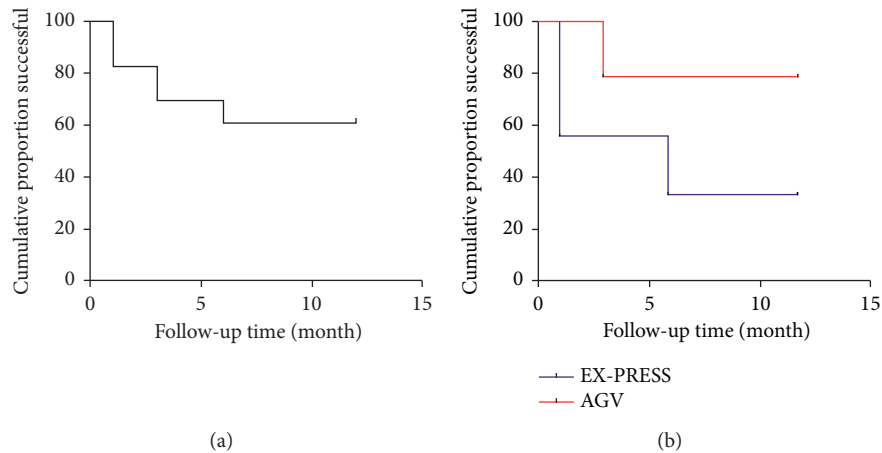 Cumulative proportion successful
100
80
60
40
20
0
0 5 10 15
Follow-up time (month)
(a)
Cumulative proportion successful
100
80
60
40
20
0
0 5 10 15
Follow-up time (month)
EX-PRESS
AGV
(b)